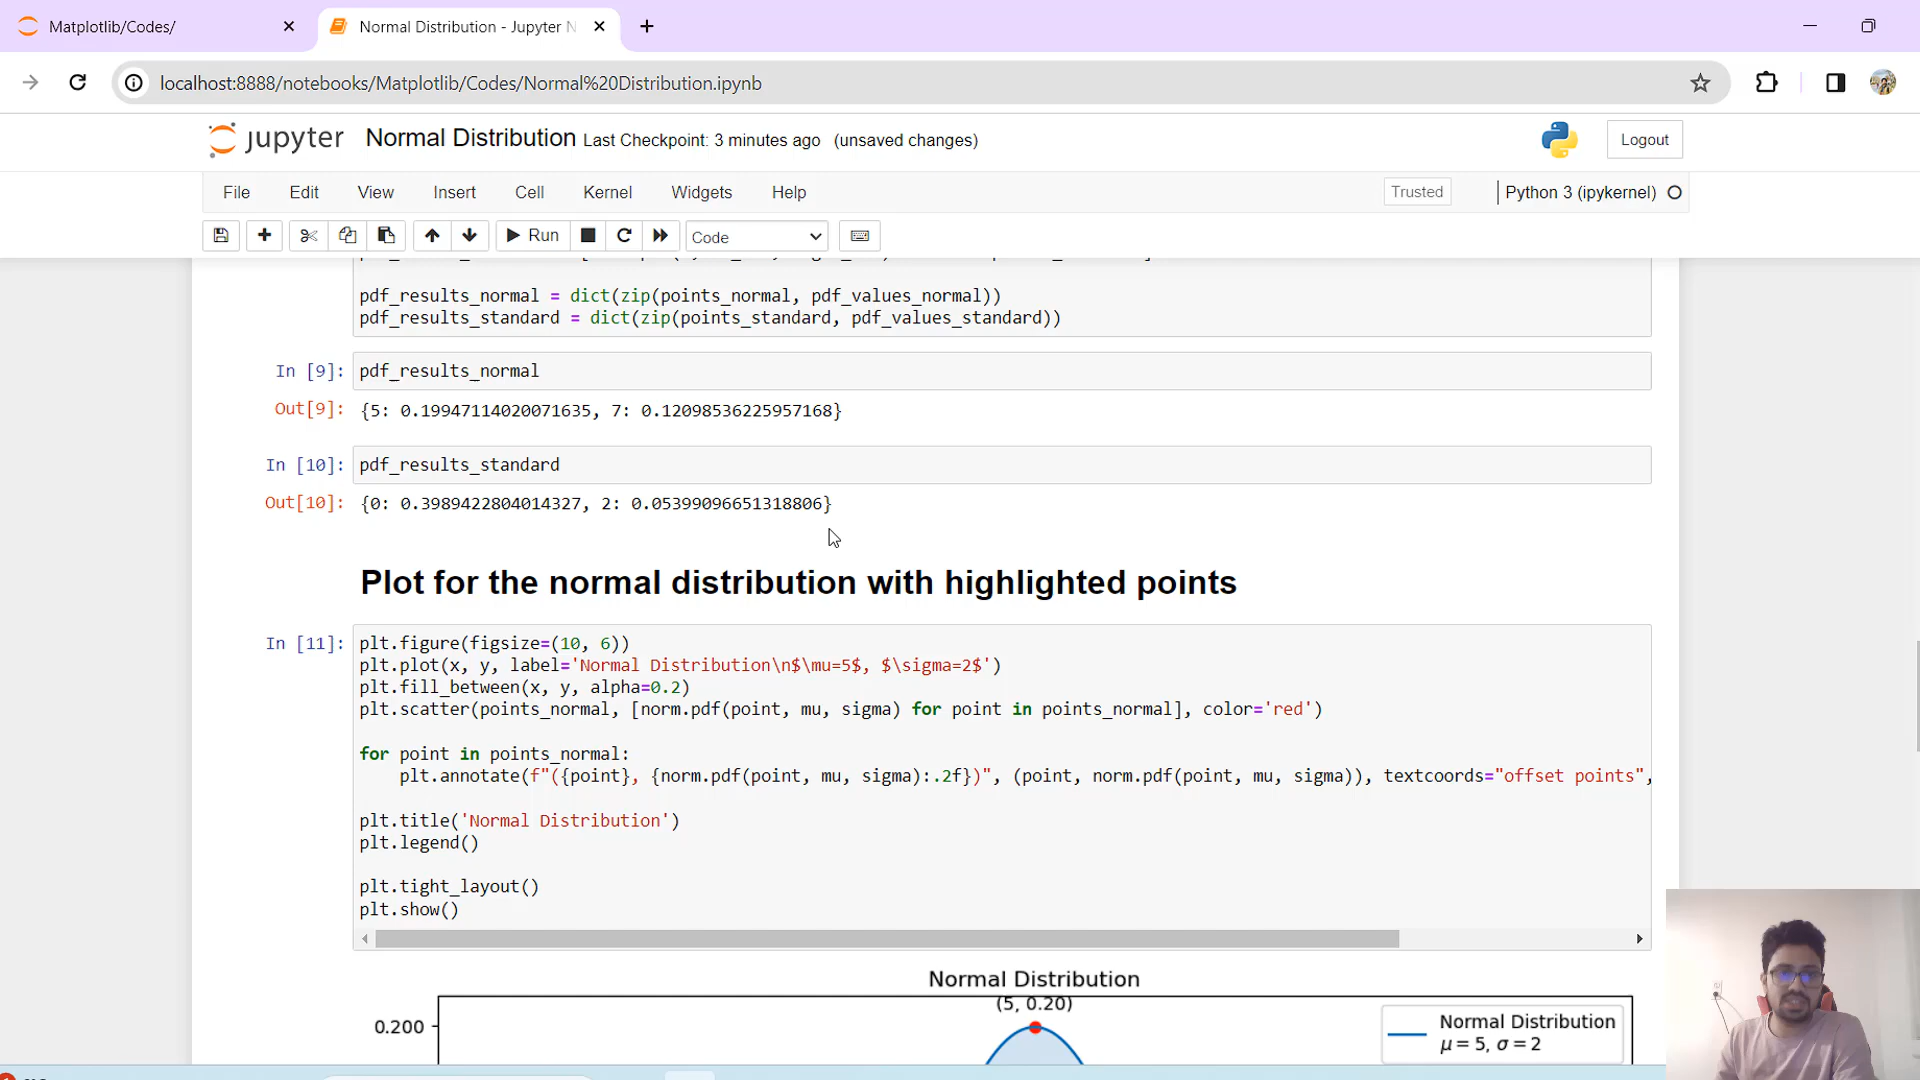 Matplotlib/Codes/
Normal Distribution - Jupyter N
localhost:8888/notebooks/Matplotlib/Codes/Normal%20Distribution.ipynb
jupyter Normal Distribution Last Checkpoint: 3 minutes ago (unsaved changes) Logout
File Edit View Insert Cell Kernel Widgets Help Trusted Python 3 (ipykernel)
Run Code
pdf_results_normal = dict(zip(points_normal, pdf_values_normal))
pdf_results_standard = dict(zip(points_standard, pdf_values_standard))
In [9]: pdf_results_normal
Out[9]: {5: 0.19947114020071635, 7: 0.12098536225957168}
In [10]: pdf_results_standard
Out[10]: {0: 0.3989422804014327, 2: 0.05399096651318806}
Plot for the normal distribution with highlighted points
In [11]: plt.figure(figsize=(10, 6))
plt.plot(x, y, label='Normal Distribution\n$\mu=5$, $\sigma=2$')
plt.fill_between(x, y, alpha=0.2)
plt.scatter(points_normal, [norm.pdf(point, mu, sigma) for point in points_normal], color='red')
for point in points_normal:
plt.annotate(f"({point}, {norm.pdf(point, mu, sigma):.2f})", (point, norm.pdf(point, mu, sigma)), textcoords="offset points",
plt.title('Normal Distribution')
plt.legend()
plt.tight_layout()
plt.show()
Normal Distribution
(5, 0.20)
0.200
Normal Distribution
μ = 5, σ = 2